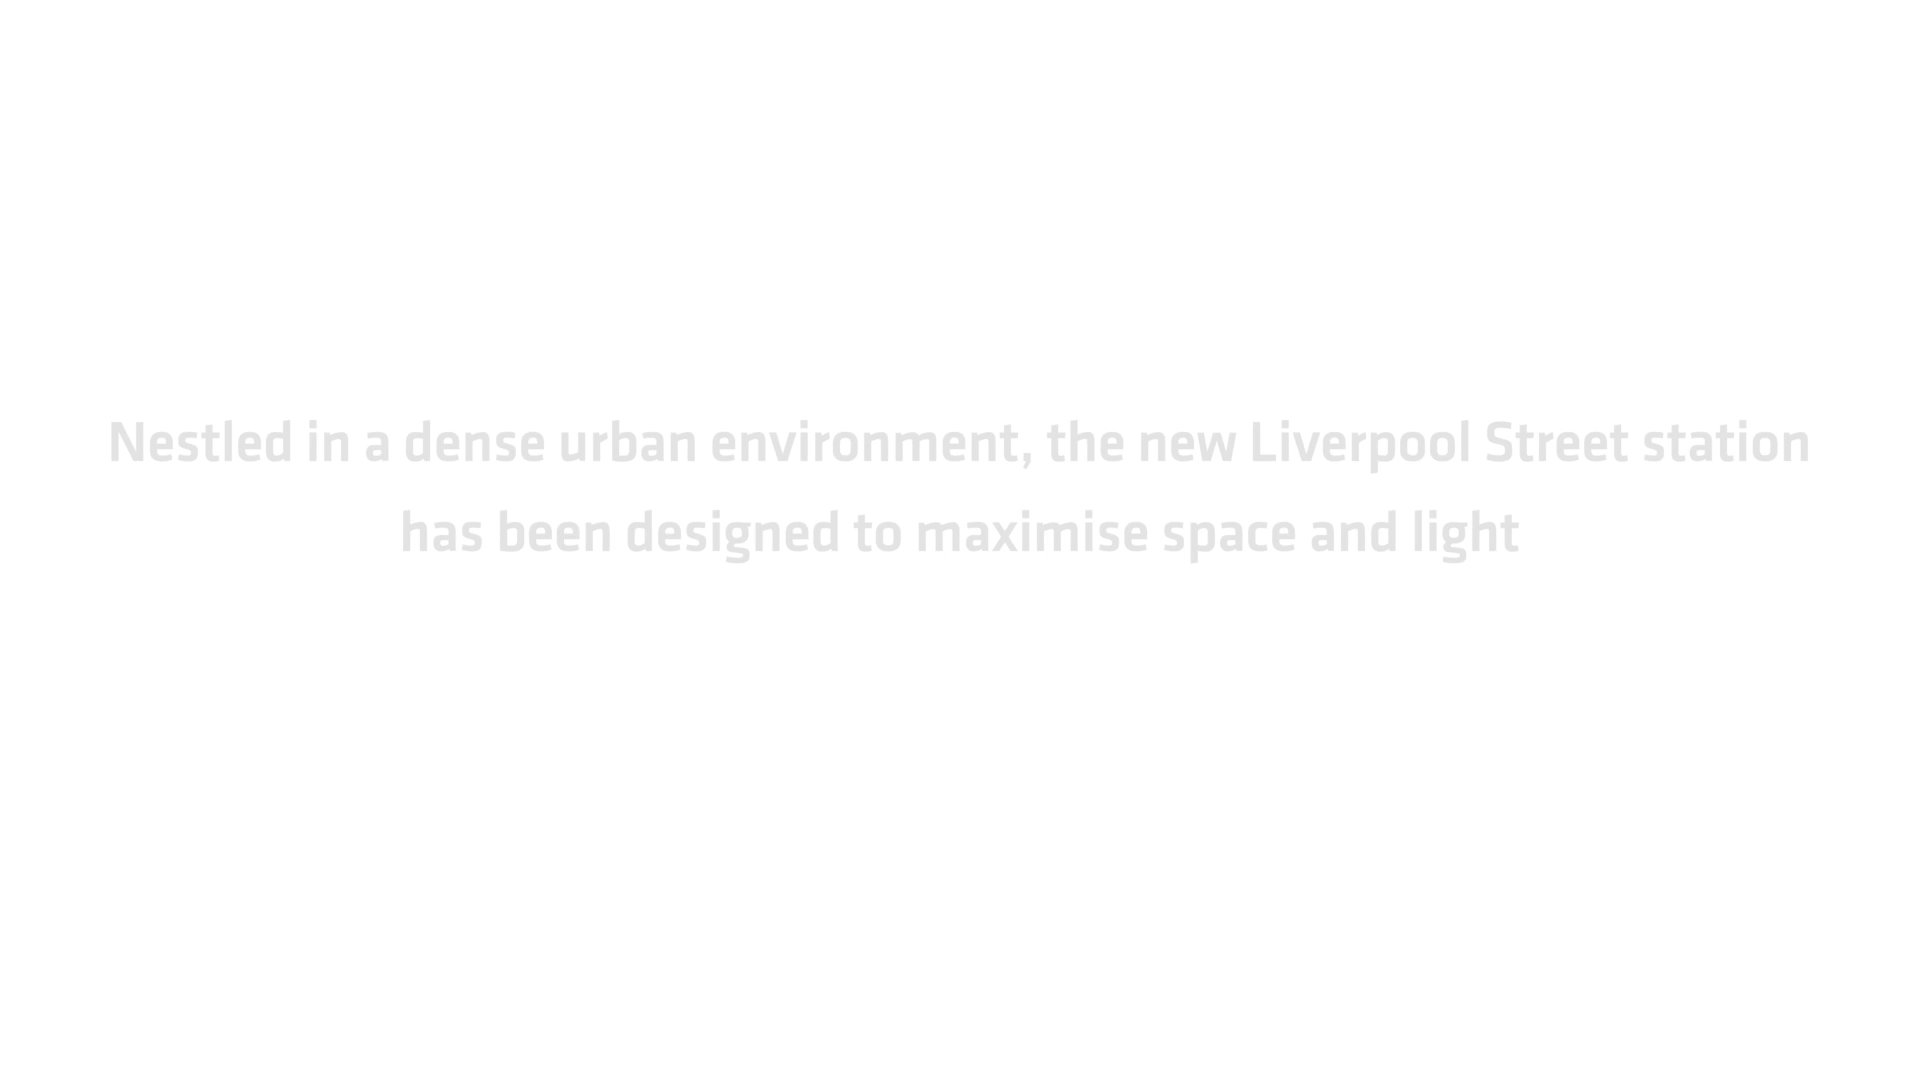 Nestled in a dense urban environment, the new Liverpool Street station
has been designed to maximise space and light